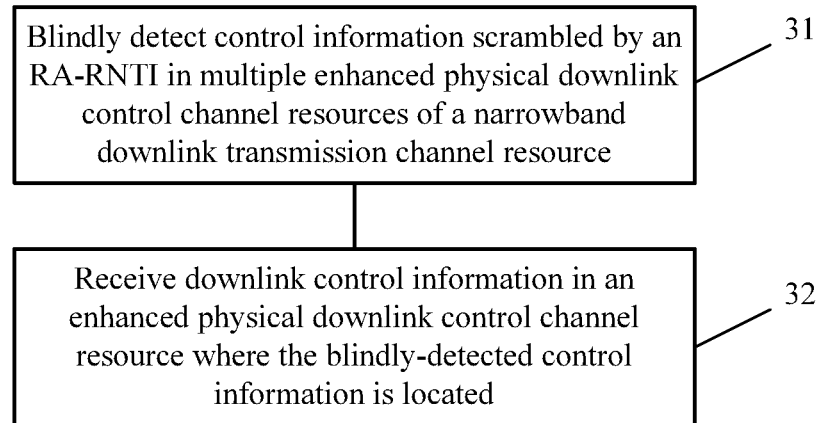 Blindly detect control information scrambled by an
RA-RNTI in multiple enhanced physical downlink
control channel resources of a narrowband
downlink transmission channel resource
31
Receive downlink control information in an
enhanced physical downlink control channel
resource where the blindly-detected control
information is located
32